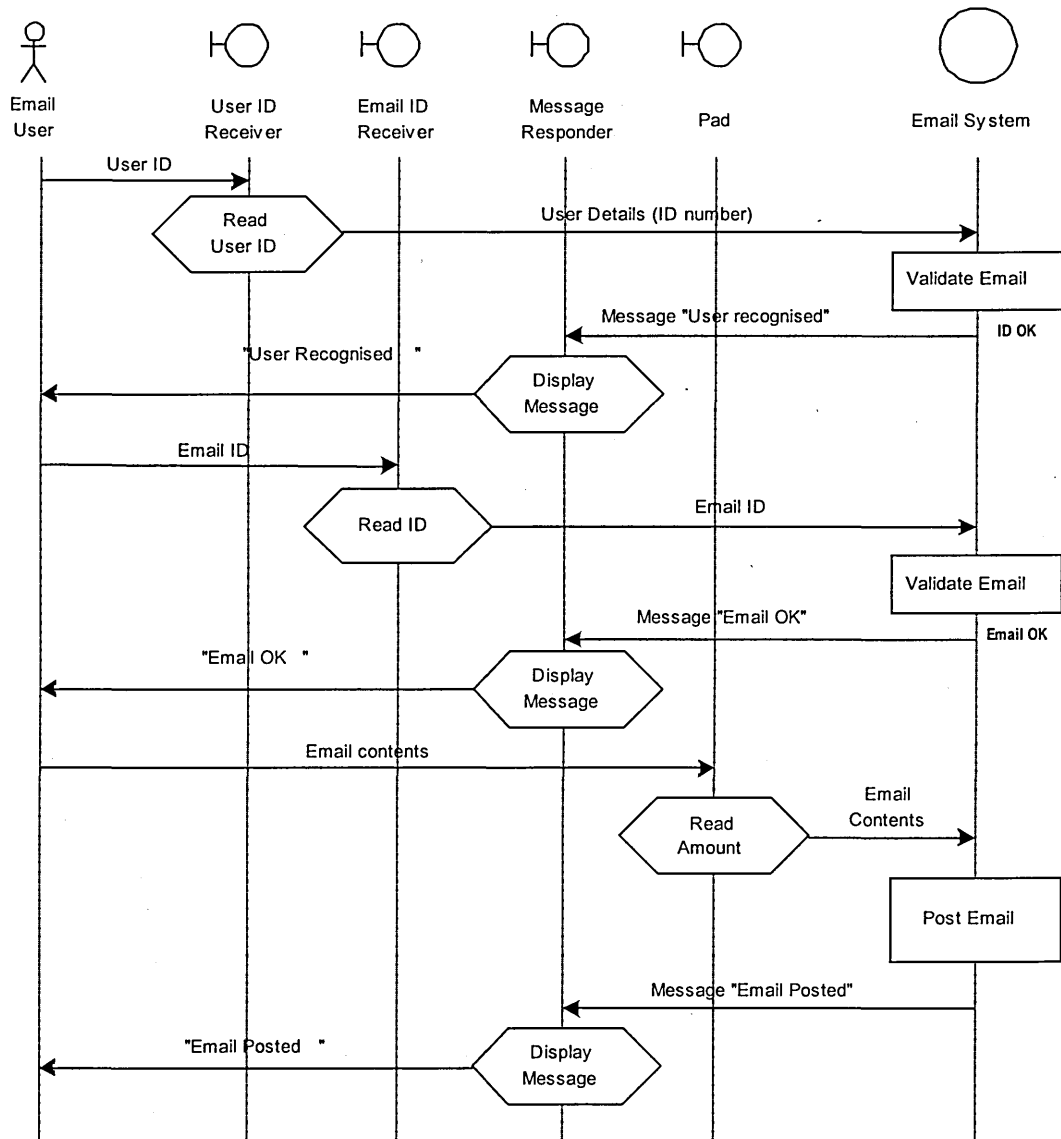 Email
User
User ID
Receiver
Email ID
Receiver
Message
Responder
Pad
Email System
User ID
Read
User ID
User Details (ID number)
Validate Email
Message "User recognised"
ID OK
"User Recognised "
Display
Message
Email ID
Read ID
Email ID
Validate Email
Message "Email OK"
Email OK
"Email OK "
Display
Message
Email contents
Read
Amount
Email
Contents
Post Email
Message "Email Posted"
"Email Posted "
Display
Message